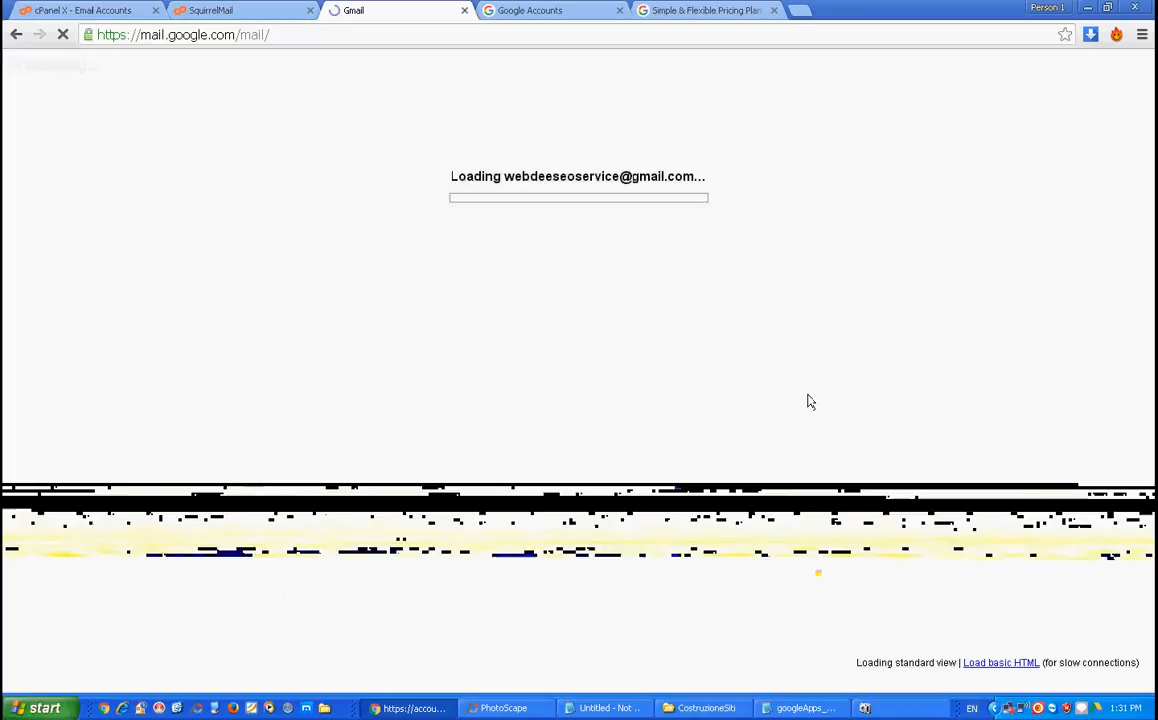 cPanel X - Email Accounts
SquirrelMail
Gmail
Google Accounts
Simple & Flexible Pricing Plan
Person 1
https://mail.google.com/mail/
Loading webdeeseoservice@gmail.com...
Loading standard view | Load basic HTML (for slow connections)
start
https://accou...
PhotoScape
Untitled - Not ...
CostruzioneSiti
googleApps_...
EN
1:31 PM